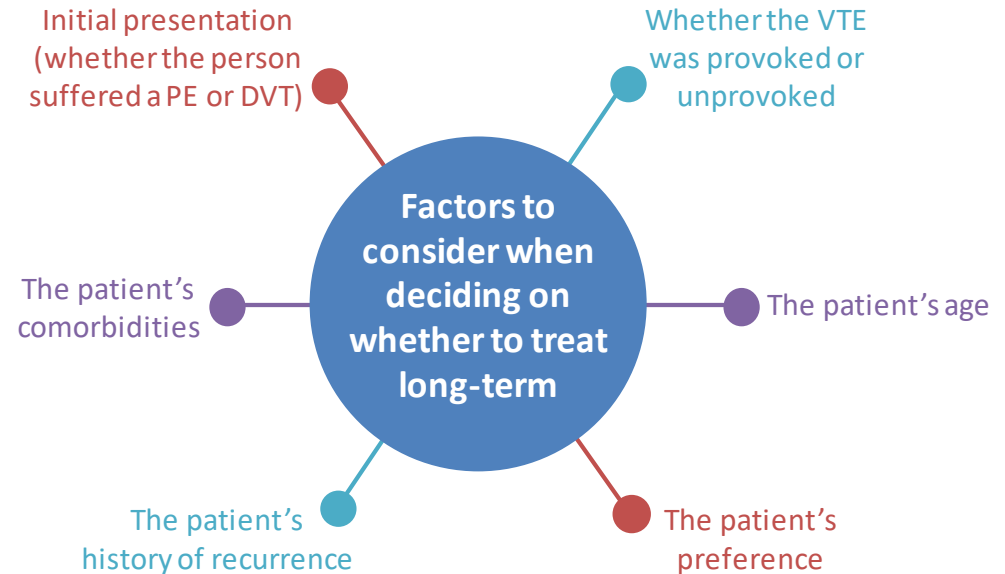 Initial presentation
(whether the person
suffered a PE or DVT)
Whether the VTE
was provoked or
unprovoked
Factors to
consider when
deciding on
whether to treat
long-term
The patient's
comorbidities
The patient's age
The patient's
history of recurrence
The patient's
preference